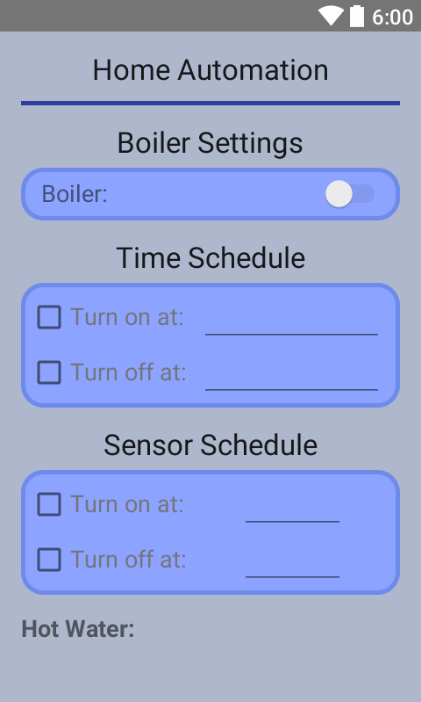 6:00
Home Automation
Boiler Settings
Boiler:
Time Schedule
Turn on at:
Turn off at:
Sensor Schedule
Turn on at:
Turn off at:
Hot Water: